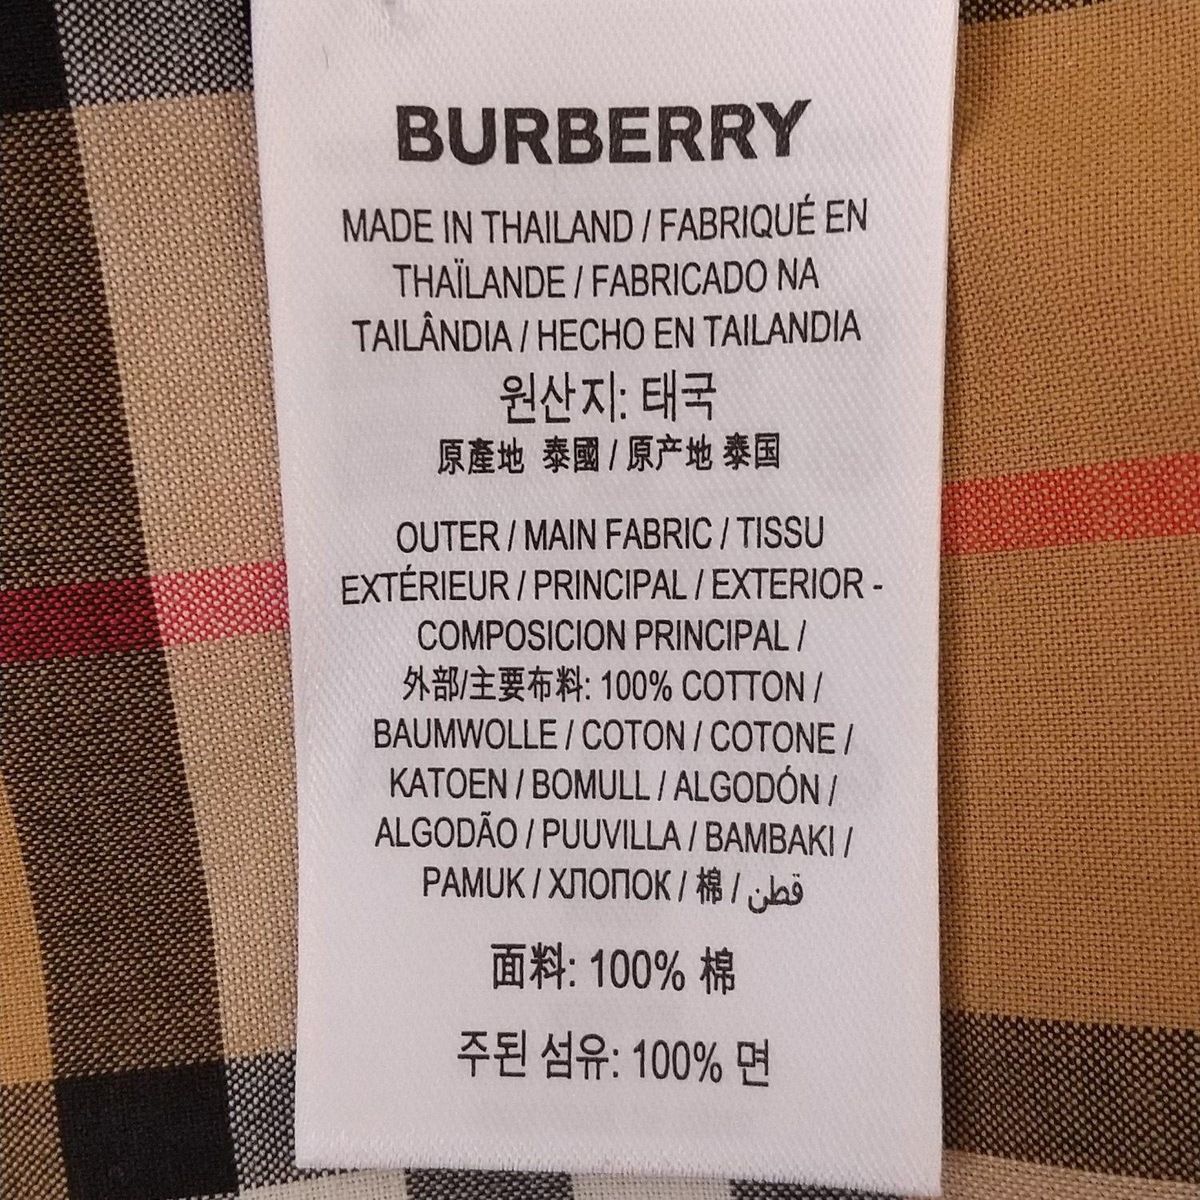 BURBERRY
MADE IN THAILAND / FABRIQUÉ EN
THAÏLANDE / FABRICADO NA
TAILÂNDIA / HECHO EN TAILANDIA
원산지: 태국
原產地 泰國 / 原产地 泰国
OUTER / MAIN FABRIC / TISSU
EXTÉRIEUR / PRINCIPAL / EXTERIOR -
COMPOSICION PRINCIPAL /
外部/主要布料: 100% COTTON /
BAUMWOLLE / COTON / COTONE /
KATOEN / BOMULL / ALGODÓN /
ALGODÃO / PUUVILLA / BAMBAKI /
PAMUK / ХЛОПОК / 棉 / قطن
面料: 100% 棉
주된 섬유: 100% 면